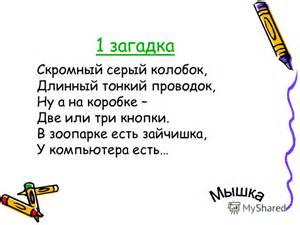 1 загадка
Скромный серый колобок,
Длинный тонкий проводок,
Ну а на коробке –
Две или три кнопки.
В зоопарке есть зайчишка,
У компьютера есть…
Мышка
MyShared